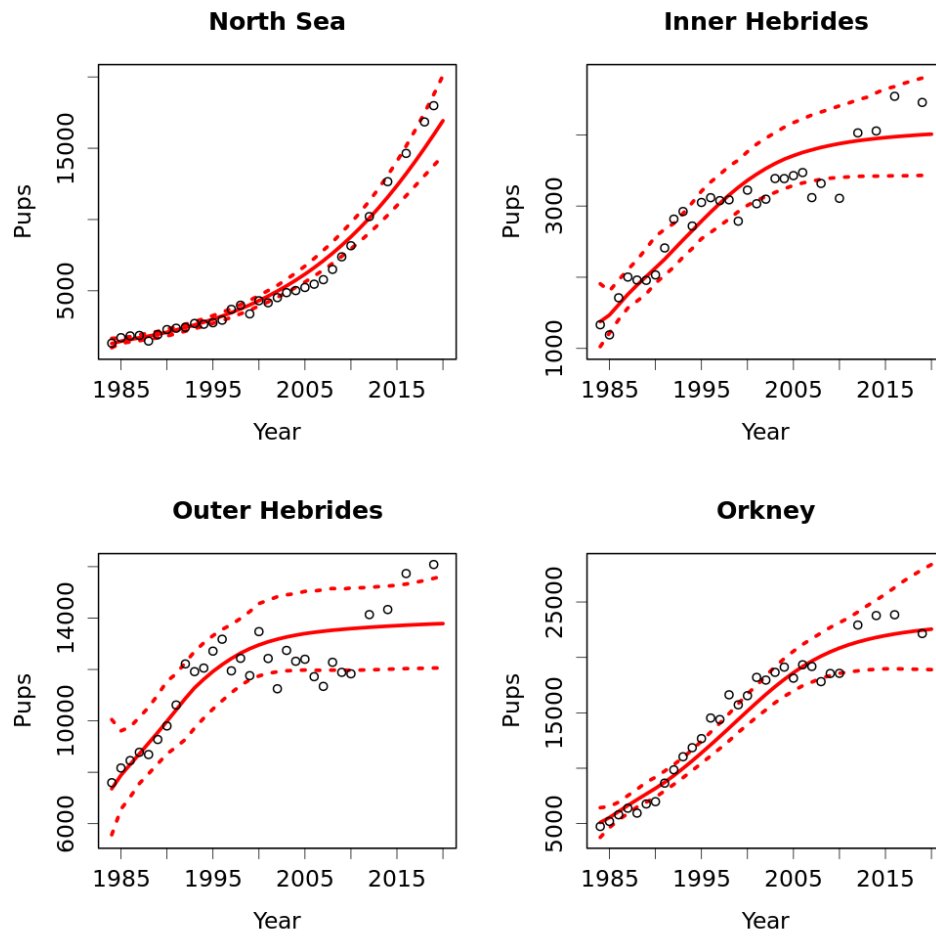 North Sea
Pups
15000
5000
1985 1995 2005 2015
Year
Inner Hebrides
Pups
3000
1000
1985 1995 2005 2015
Year
Outer Hebrides
Pups
14000
10000
6000
1985 1995 2005 2015
Year
Orkney
Pups
25000
15000
5000
1985 1995 2005 2015
Year